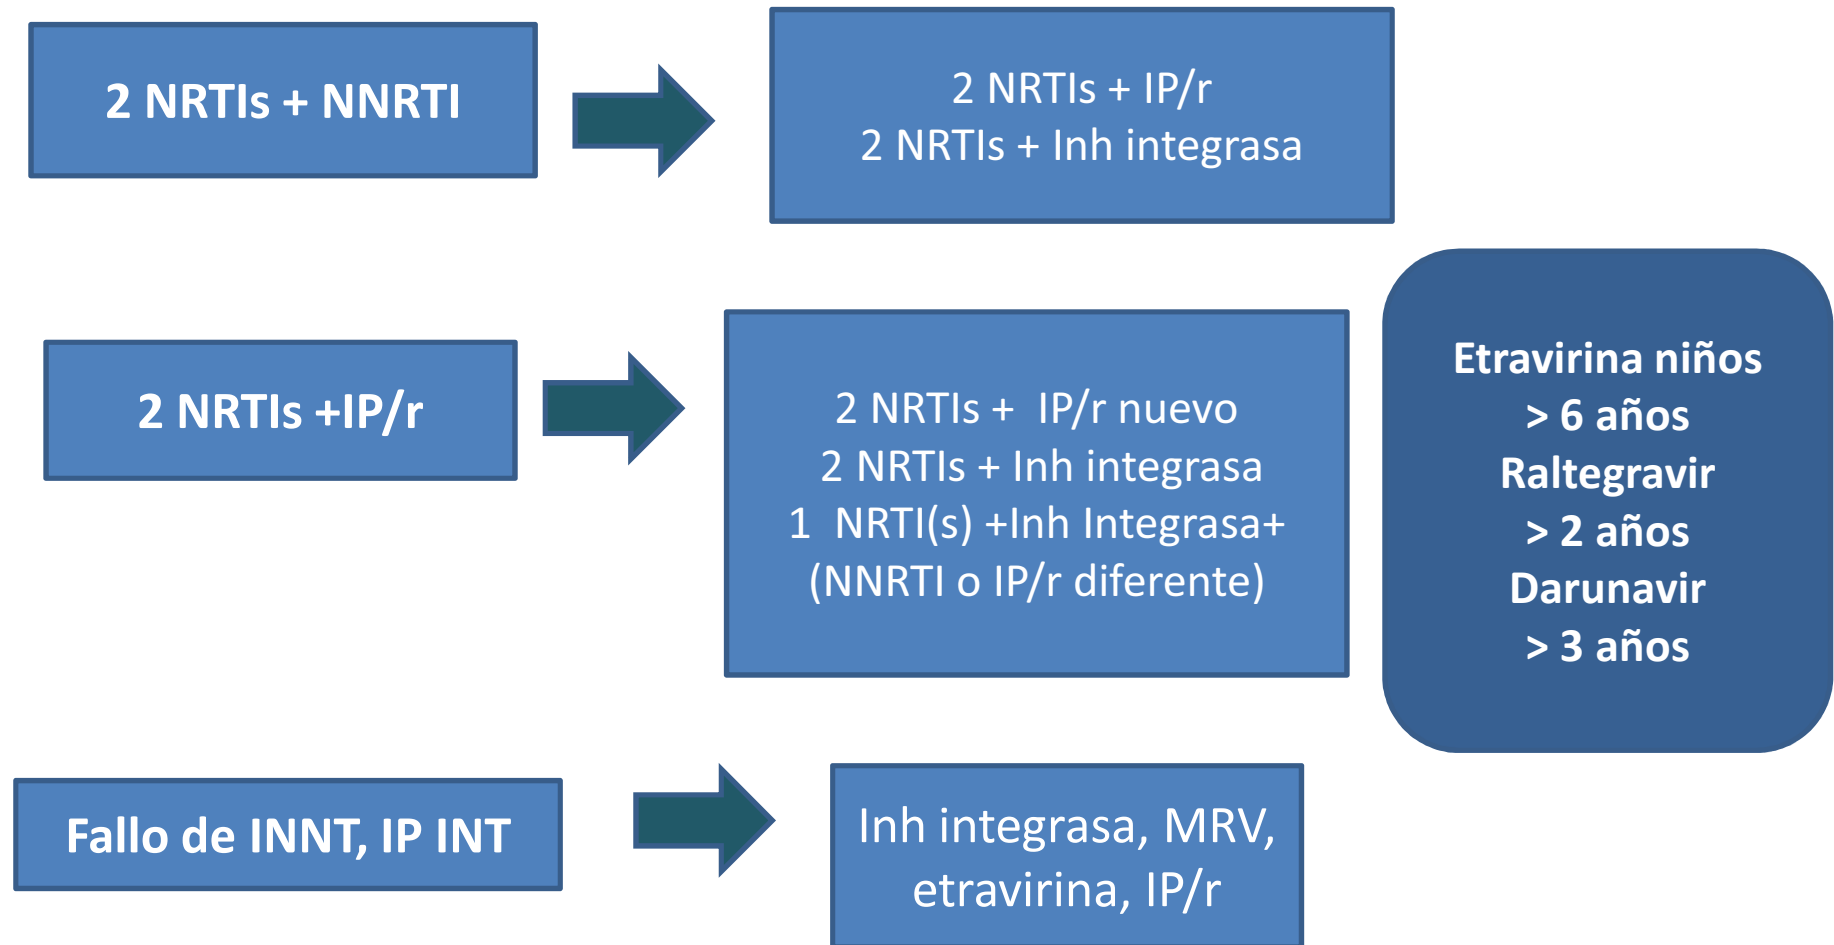 2 NRTIs + NNRTI
2 NRTIs + IP/r
2 NRTIs + Inh integrasa
2 NRTIs +IP/r
2 NRTIs + IP/r nuevo
2 NRTIs + Inh integrasa
1 NRTI(s) +Inh Integrasa+
(NNRTI o IP/r diferente)
Etravirina niños
> 6 años
Raltegravir
> 2 años
Darunavir
> 3 años
Fallo de INNT, IP INT
Inh integrasa, MRV,
etravirina, IP/r